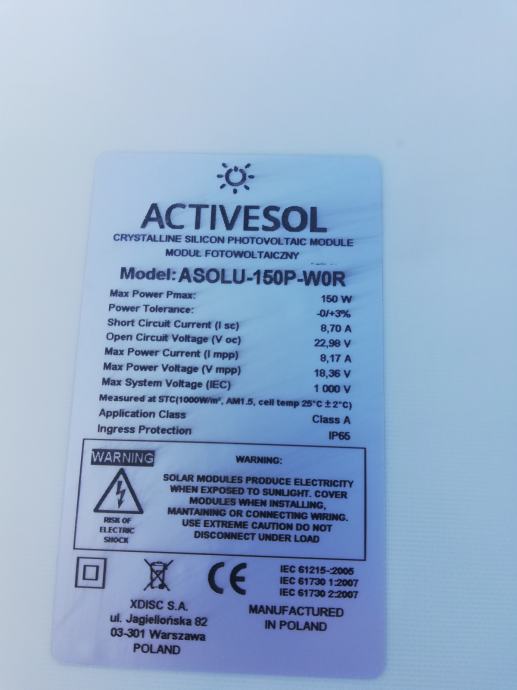 ACTIVESOL
CRYSTALLINE SILICON PHOTOVOLTAIC MODULE
MODUŁ FOTOWOLTAICZNY
Model: ASOLU-150P-W0R
Max Power Pmax: 150 W
Power Tolerance: -0/+3%
Short Circuit Current (I sc) 8,70 A
Open Circuit Voltage (V oc) 22,98 V
Max Power Current (I mpp) 8,17 A
Max Power Voltage (V mpp) 18,36 V
Max System Voltage (IEC) 1 000 V
Measured at STC(1000W/m², AM1.5, cell temp 25°C ± 2°C)
Application Class Class A
Ingress Protection IP65
WARNING
RISK OF
ELECTRIC
SHOCK
WARNING:
SOLAR MODULES PRODUCE ELECTRICITY
WHEN EXPOSED TO SUNLIGHT. COVER
MODULES WHEN INSTALLING,
MANTAINING OR CONNECTING WIRING.
USE EXTREME CAUTION DO NOT
DISCONNECT UNDER LOAD
CE
IEC 61215-:2005
IEC 61730 1:2007
IEC 61730 2:2007
XDISC S.A.
ul. Jagiellońska 82
03-301 Warszawa
POLAND
MANUFACTURED
IN POLAND